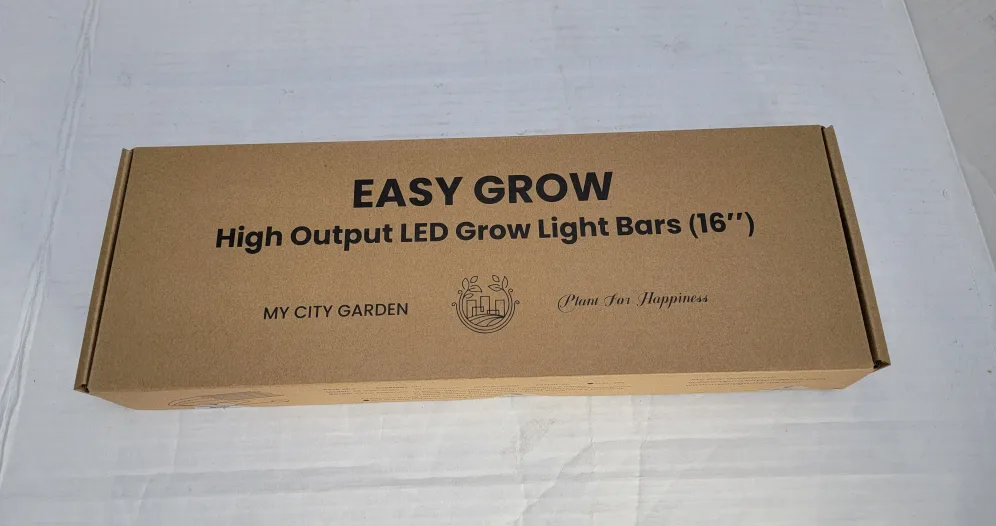 EASY GROW
High Output LED Grow Light Bars (16’’)
MY CITY GARDEN
Plant For Happiness